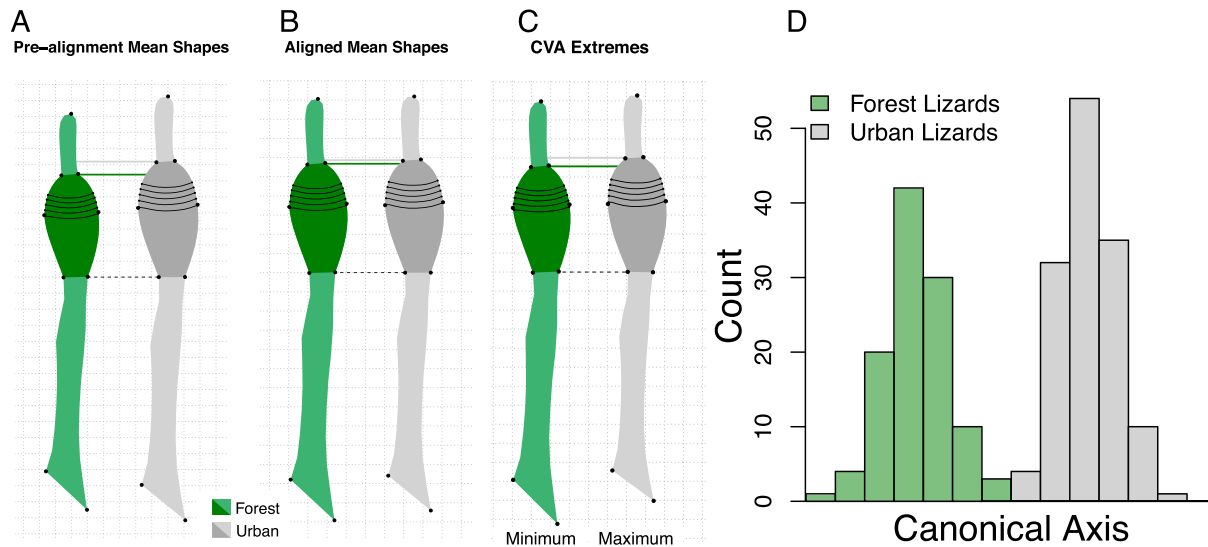 A
Pre–alignment Mean Shapes
B
Aligned Mean Shapes
C
CVA Extremes
D
Forest Lizards
Urban Lizards
Count
50
40
30
20
10
0
Canonical Axis
Forest
Urban
Minimum
Maximum